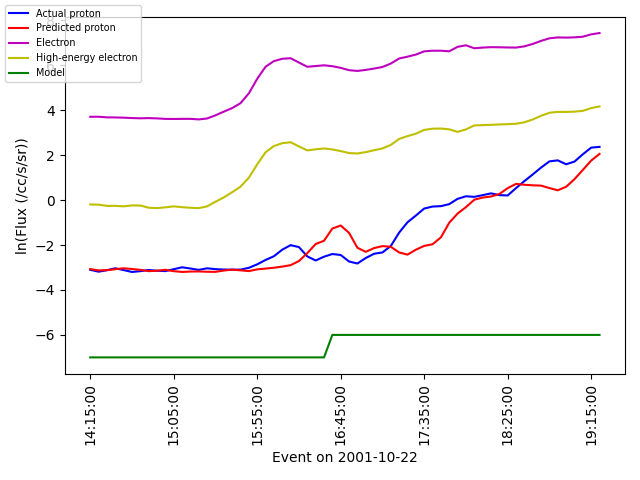 Actual proton
Predicted proton
Electron
High-energy electron
Model
4
2
0
−2
−4
−6
ln(Flux (/cc/s/sr))
14:15:00
15:05:00
15:55:00
16:45:00
17:35:00
18:25:00
19:15:00
Event on 2001-10-22